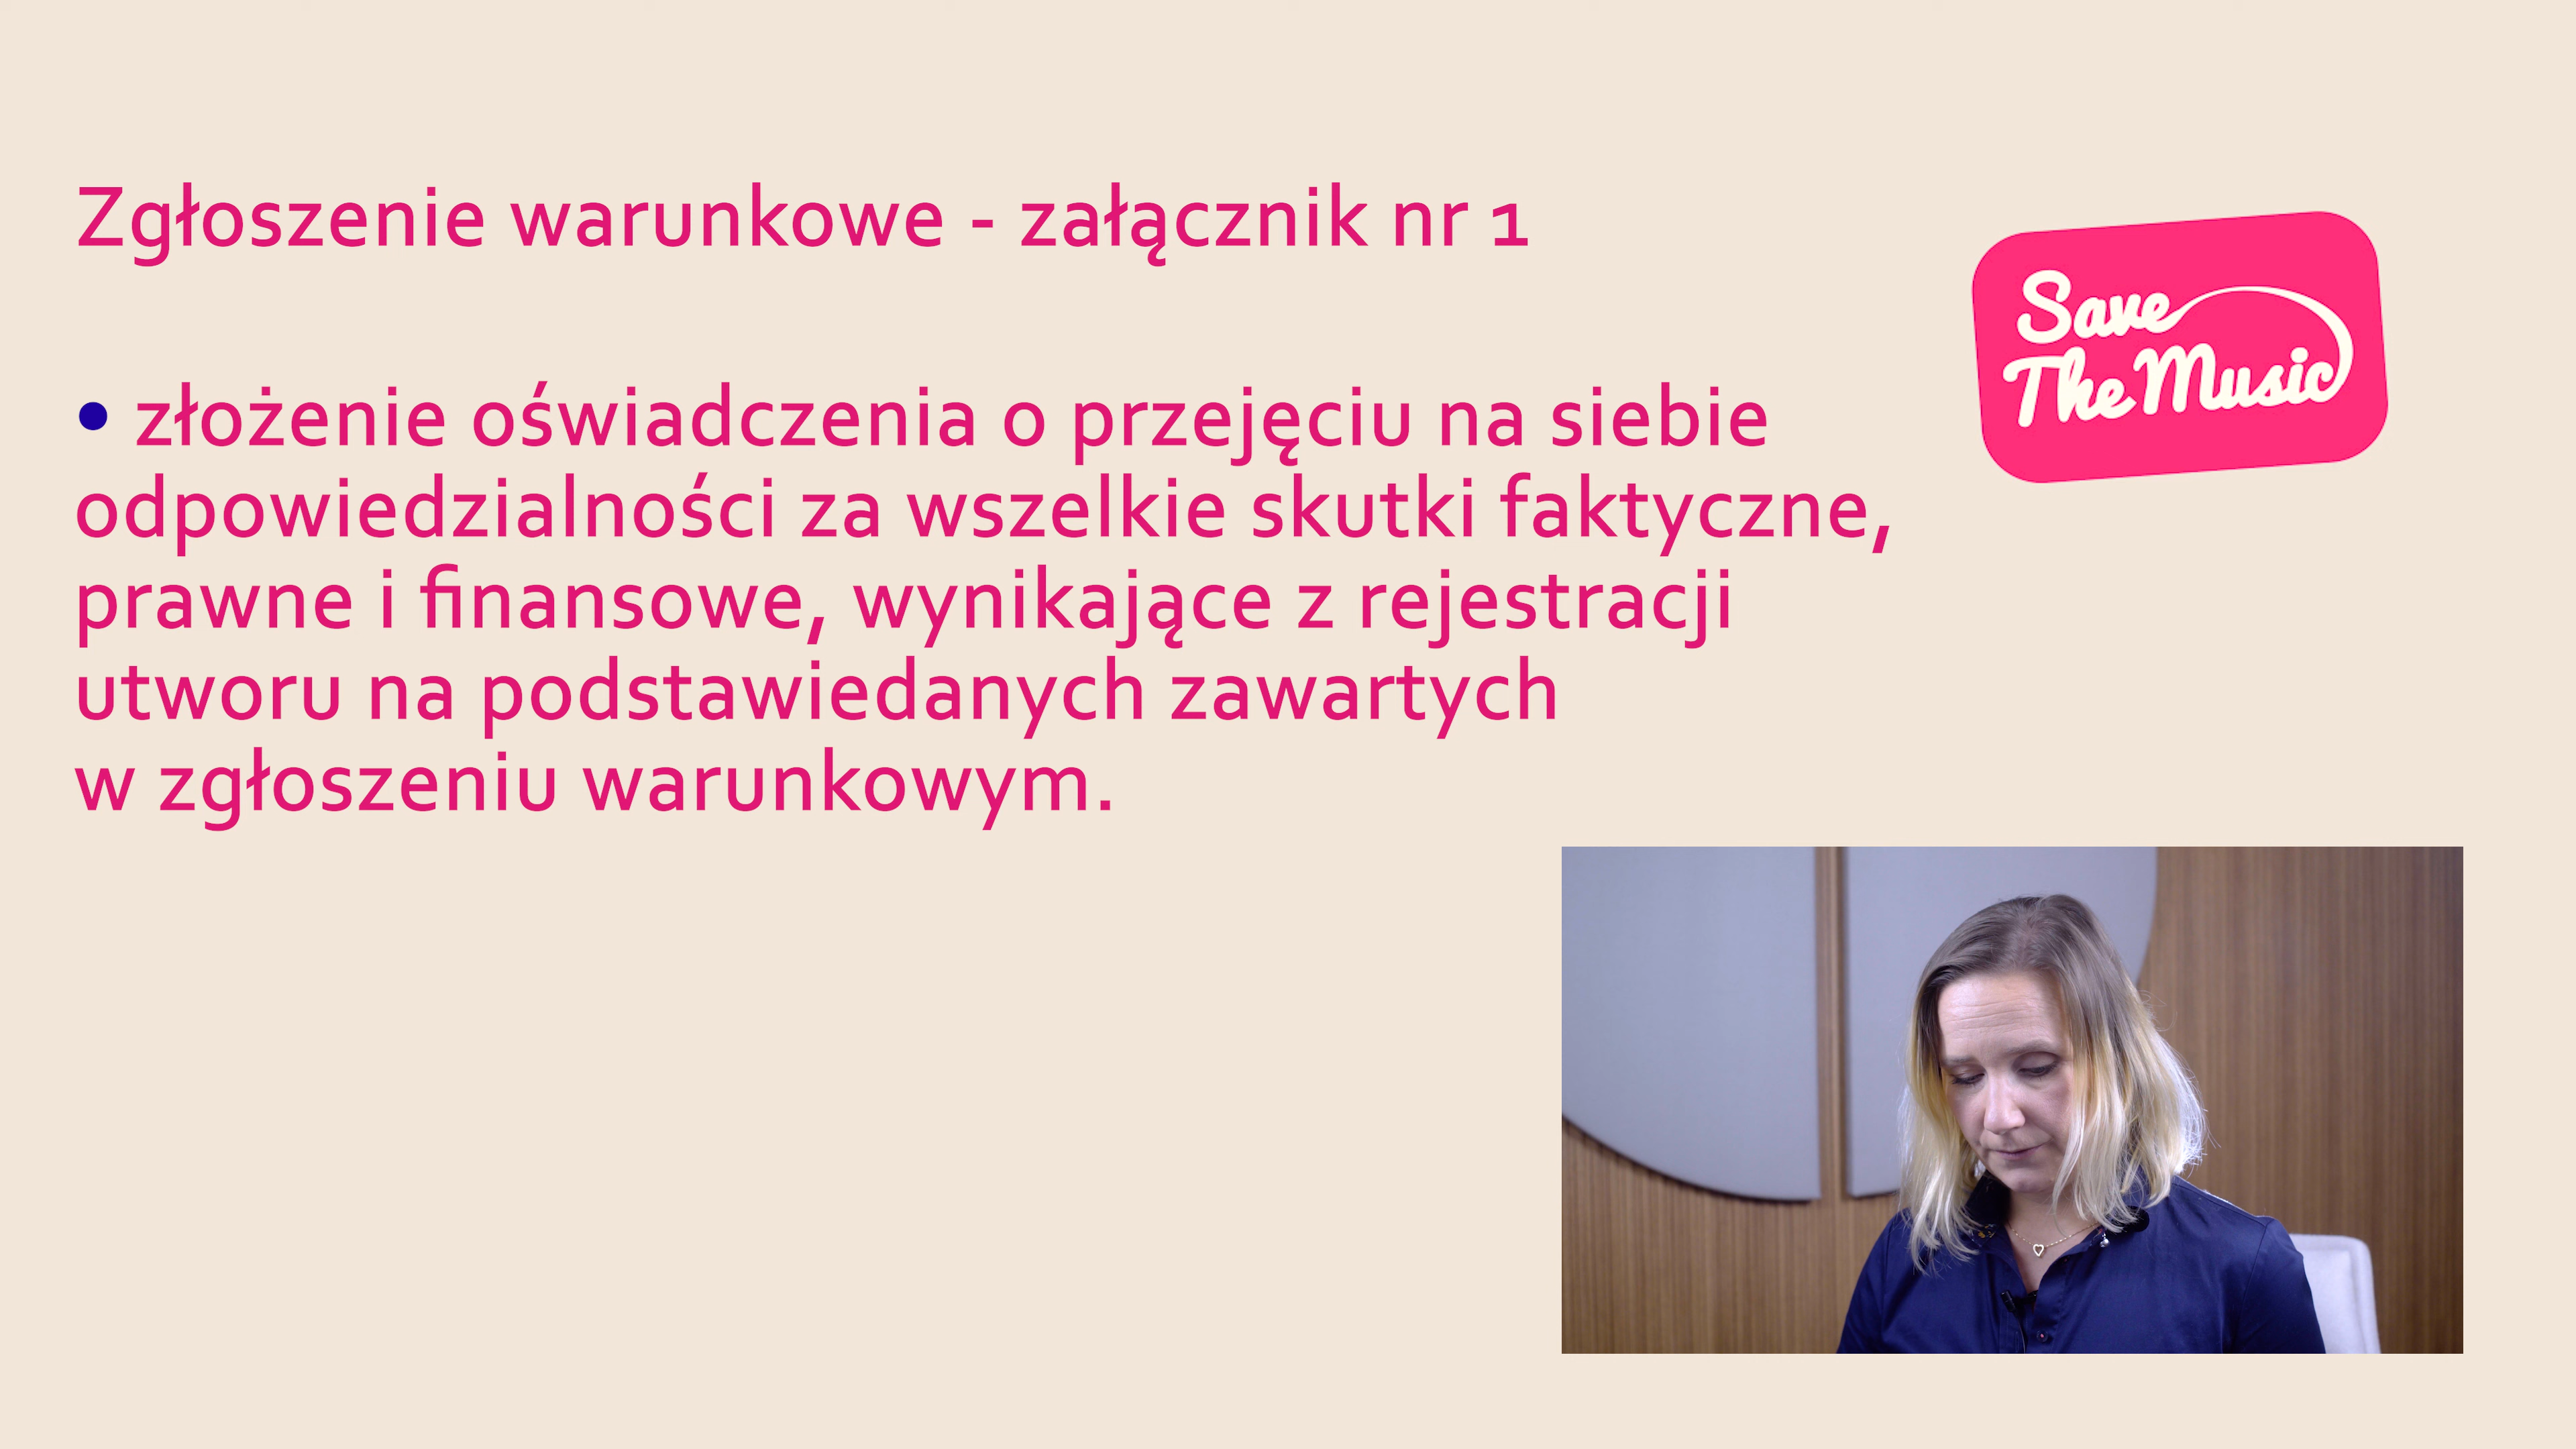 Zgłoszenie warunkowe - załącznik nr 1
• złożenie oświadczenia o przejęciu na siebie
odpowiedzialności za wszelkie skutki faktyczne,
prawne i finansowe, wynikające z rejestracji
utworu na podstawiedanych zawartych
w zgłoszeniu warunkowym.
Save
The Music